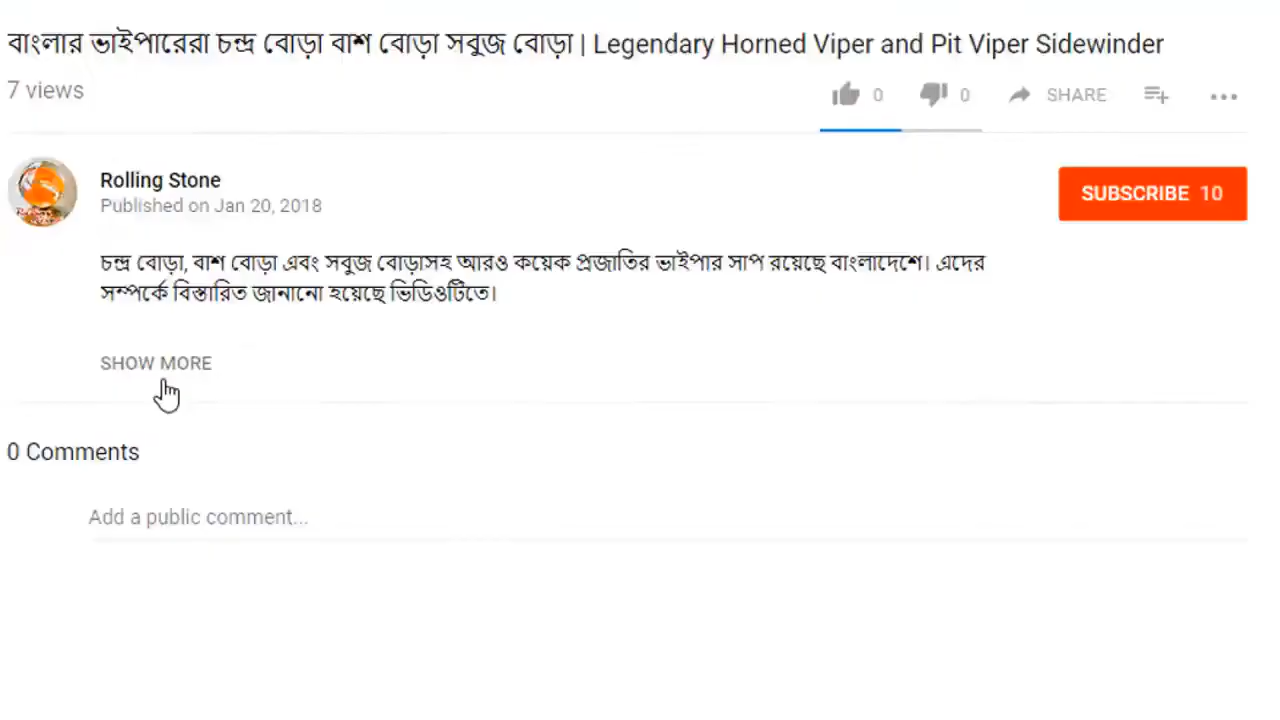 বাংলার ভাইপারেরা চন্দ্র বোড়া বাশ বোড়া সবুজ বোড়া | Legendary Horned Viper and Pit Viper Sidewinder
7 views
0 0 SHARE
Rolling Stone
Published on Jan 20, 2018
SUBSCRIBE 10
চন্দ্র বোড়া, বাশ বোড়া এবং সবুজ বোড়াসহ আরও কয়েক প্রজাতির ভাইপার সাপ রয়েছে বাংলাদেশে। এদের
সম্পর্কে বিস্তারিত জানানো হয়েছে ভিডিওটিতে।
SHOW MORE
0 Comments
Add a public comment...